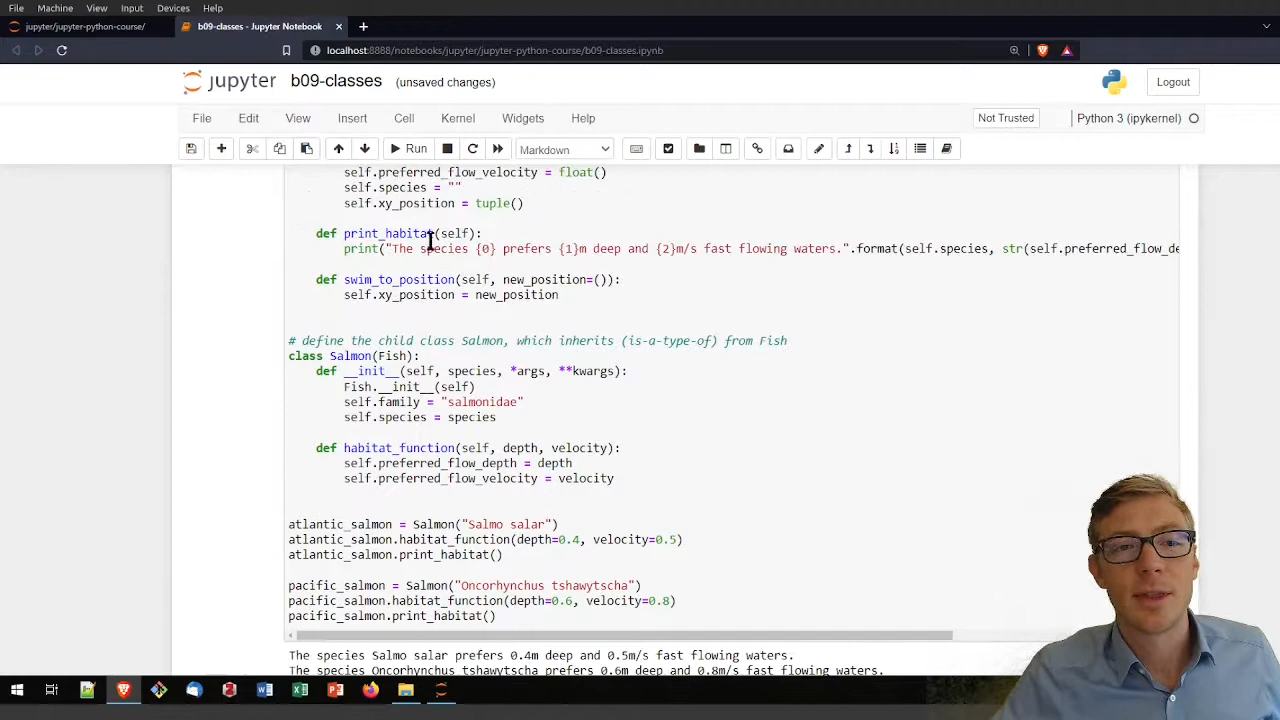 File Machine View Input Devices Help
jupyter/jupyter-python-course/ b09-classes - Jupyter Notebook
localhost:8888/notebooks/jupyter/jupyter-python-course/b09-classes.ipynb
jupyter b09-classes (unsaved changes) Logout
File Edit View Insert Cell Kernel Widgets Help Not Trusted Python 3 (ipykernel)
Run Markdown
self.preferred_flow_velocity = float()
self.species = ""
self.xy_position = tuple()
def print_habitat(self):
print("The species {0} prefers {1}m deep and {2}m/s fast flowing waters.".format(self.species, str(self.preferred_flow_de
def swim_to_position(self, new_position=()):
self.xy_position = new_position
# define the child class Salmon, which inherits (is-a-type-of) from Fish
class Salmon(Fish):
def __init__(self, species, *args, **kwargs):
Fish.__init__(self)
self.family = "salmonidae"
self.species = species
def habitat_function(self, depth, velocity):
self.preferred_flow_depth = depth
self.preferred_flow_velocity = velocity
atlantic_salmon = Salmon("Salmo salar")
atlantic_salmon.habitat_function(depth=0.4, velocity=0.5)
atlantic_salmon.print_habitat()
pacific_salmon = Salmon("Oncorhynchus tshawytscha")
pacific_salmon.habitat_function(depth=0.6, velocity=0.8)
pacific_salmon.print_habitat()
The species Salmo salar prefers 0.4m deep and 0.5m/s fast flowing waters.
The species Oncorhynchus tshawytscha prefers 0.6m deep and 0.8m/s fast flowing waters.